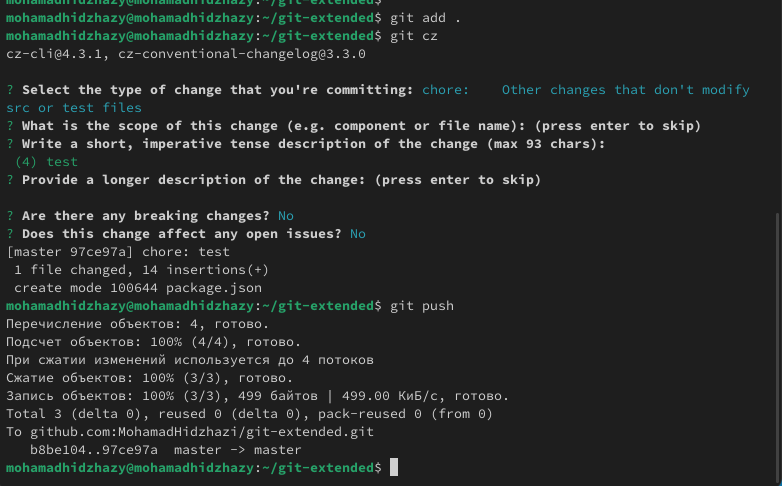 mohamadhidzhazy@mohamadhidzhazy:~/git-extended$
mohamadhidzhazy@mohamadhidzhazy:~/git-extended$ git add .
mohamadhidzhazy@mohamadhidzhazy:~/git-extended$ git cz
cz-cli@4.3.1, cz-conventional-changelog@3.3.0
? Select the type of change that you're committing: chore:    Other changes that don't modify
src or test files
? What is the scope of this change (e.g. component or file name): (press enter to skip)
? Write a short, imperative tense description of the change (max 93 chars):
 (4) test
? Provide a longer description of the change: (press enter to skip)
? Are there any breaking changes? No
? Does this change affect any open issues? No
[master 97ce97a] chore: test
 1 file changed, 14 insertions(+)
 create mode 100644 package.json
mohamadhidzhazy@mohamadhidzhazy:~/git-extended$ git push
Перечисление объектов: 4, готово.
Подсчет объектов: 100% (4/4), готово.
При сжатии изменений используется до 4 потоков
Сжатие объектов: 100% (3/3), готово.
Запись объектов: 100% (3/3), 499 байтов | 499.00 КиБ/с, готово.
Total 3 (delta 0), reused 0 (delta 0), pack-reused 0 (from 0)
To github.com:MohamadHidzhazi/git-extended.git
   b8be104..97ce97a  master -> master
mohamadhidzhazy@mohamadhidzhazy:~/git-extended$